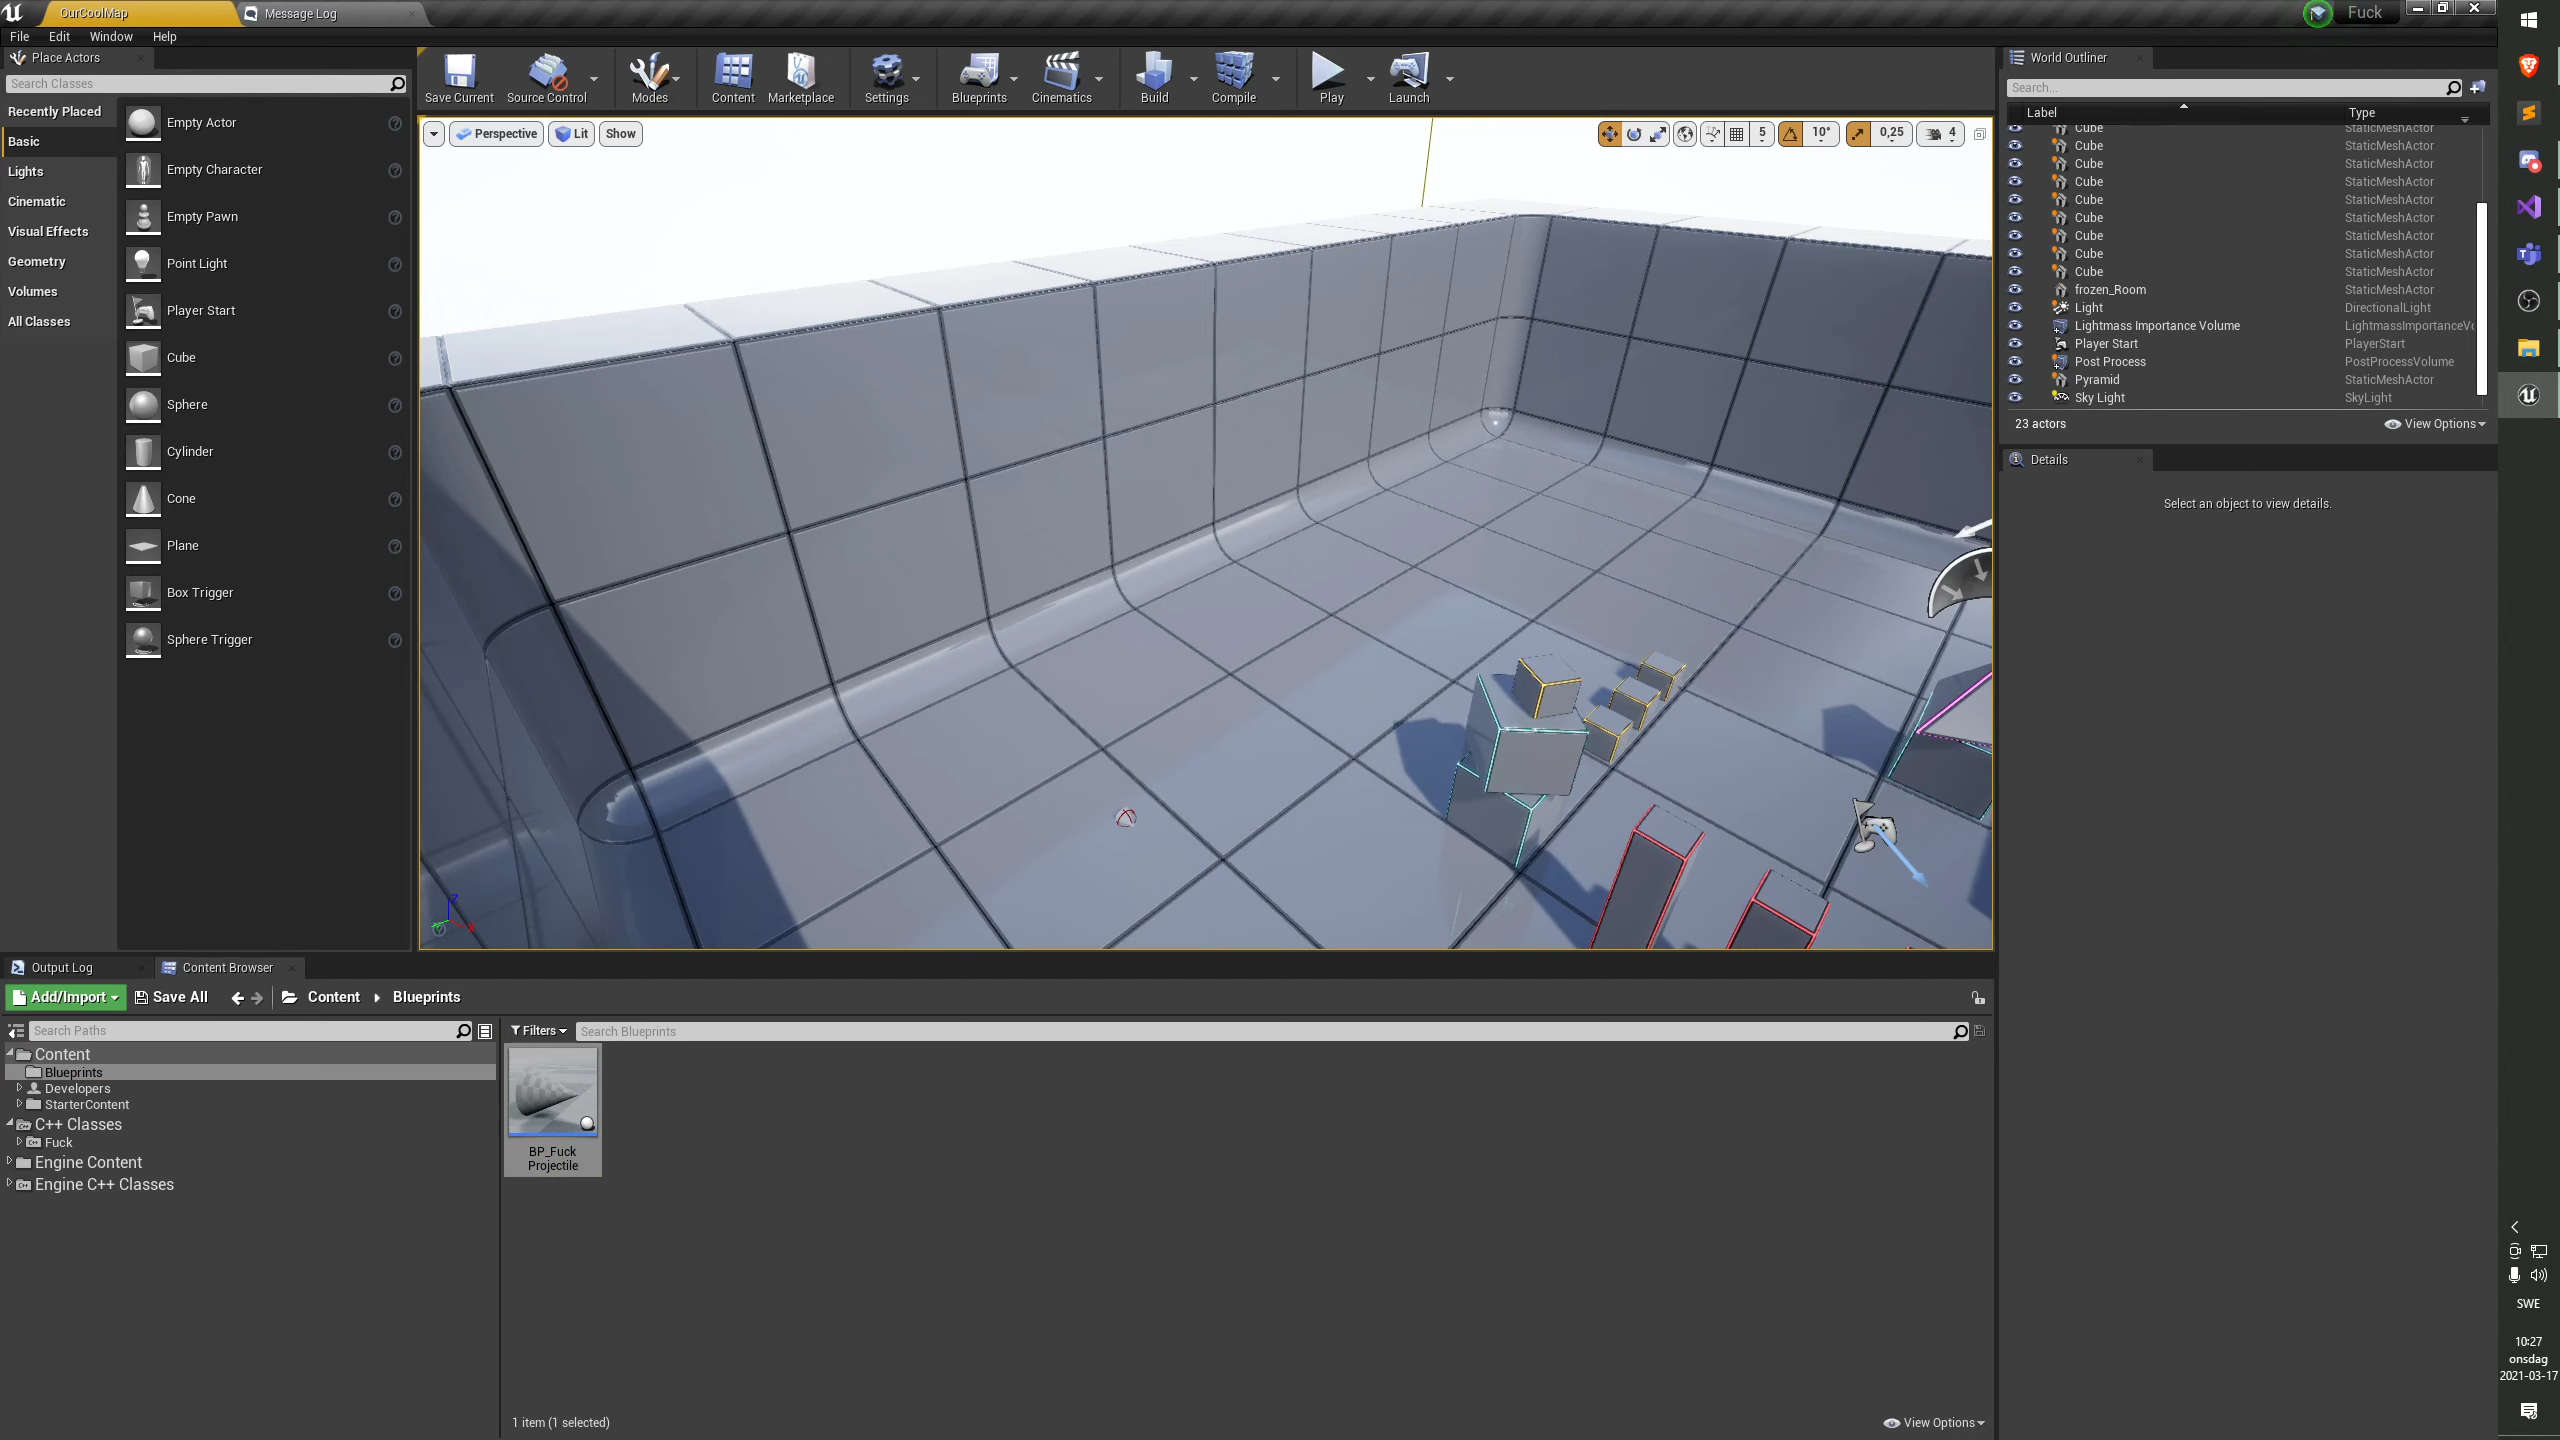 OurCoolMap
Message Log
Fuck
File Edit Window Help
Place Actors
Search Classes
Recently Placed
Basic
Lights
Cinematic
Visual Effects
Geometry
Volumes
All Classes
Empty Actor
Empty Character
Empty Pawn
Point Light
Player Start
Cube
Sphere
Cylinder
Cone
Plane
Box Trigger
Sphere Trigger
Save Current Source Control Modes Content Marketplace Settings Blueprints Cinematics Build Compile Play Launch
Perspective Lit Show
5 10° 0,25 4
World Outliner
Search...
Label Type
Cube StaticMeshActor
Cube StaticMeshActor
Cube StaticMeshActor
Cube StaticMeshActor
Cube StaticMeshActor
Cube StaticMeshActor
Cube StaticMeshActor
Cube StaticMeshActor
Cube StaticMeshActor
frozen_Room StaticMeshActor
Light DirectionalLight
Lightmass Importance Volume LightmassImportanceVo
Player Start PlayerStart
Post Process PostProcessVolume
Pyramid StaticMeshActor
Sky Light SkyLight
23 actors View Options
Details
Select an object to view details.
Output Log Content Browser
Add/Import Save All Content Blueprints
Search Paths
Content
Blueprints
Developers
StarterContent
C++ Classes
Fuck
Engine Content
Engine C++ Classes
Filters Search Blueprints
BP_Fuck
Projectile
1 item (1 selected) View Options
SWE
10:27
onsdag
2021-03-17